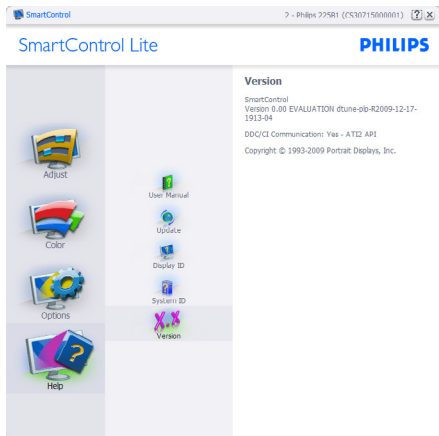 SmartControl
2 - Philips 225B1 (CS30715000001)
SmartControl Lite
PHILIPS
Adjust
Color
Options
Help
User Manual
Update
Display ID
System ID
X.X
Version
Version
SmartControl
Version 0.00 EVALUATION dtune-plp-R2009-12-17-
1913-04
DDC/CI Communication: Yes - ATI2 API
Copyright © 1993-2009 Portrait Displays, Inc.